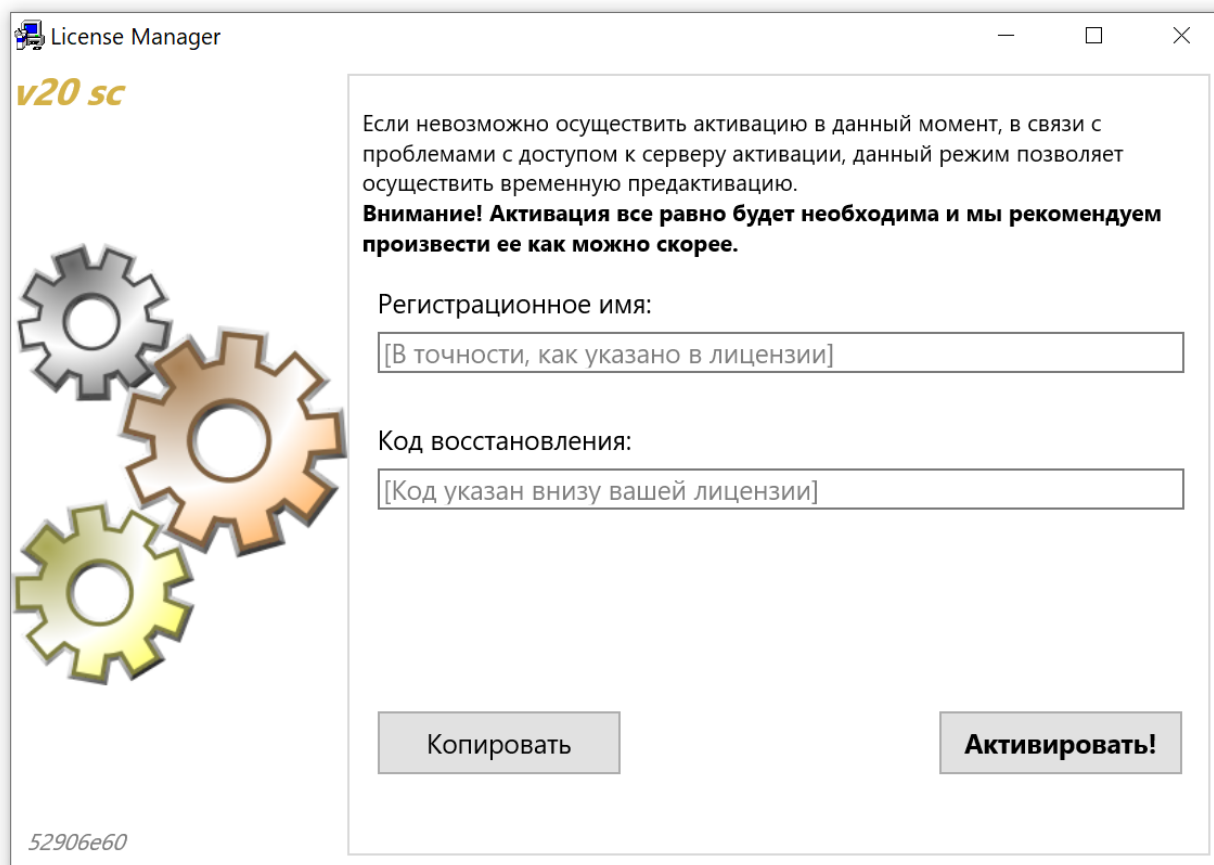 License Manager
v20 sc
Если невозможно осуществить активацию в данный момент, в связи с
проблемами с доступом к серверу активации, данный режим позволяет
осуществить временную предактивацию.
Внимание! Активация все равно будет необходима и мы рекомендуем
произвести ее как можно скорее.
Регистрационное имя:
[В точности, как указано в лицензии]
Код восстановления:
[Код указан внизу вашей лицензии]
Копировать
Активировать!
52906e60